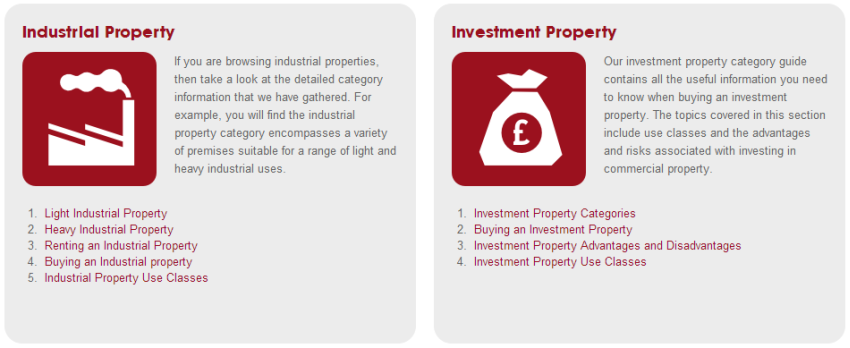 Industrial Property
If you are browsing industrial properties,
then take a look at the detailed category
information that we have gathered. For
example, you will find the industrial
property category encompasses a variety
of premises suitable for a range of light and
heavy industrial uses.
1. Light Industrial Property
2. Heavy Industrial Property
3. Renting an Industrial Property
4. Buying an Industrial property
5. Industrial Property Use Classes
Investment Property
£
Our investment property category guide
contains all the useful information you need
to know when buying an investment
property. The topics covered in this section
include use classes and the advantages
and risks associated with investing in
commercial property.
1. Investment Property Categories
2. Buying an Investment Property
3. Investment Property Advantages and Disadvantages
4. Investment Property Use Classes